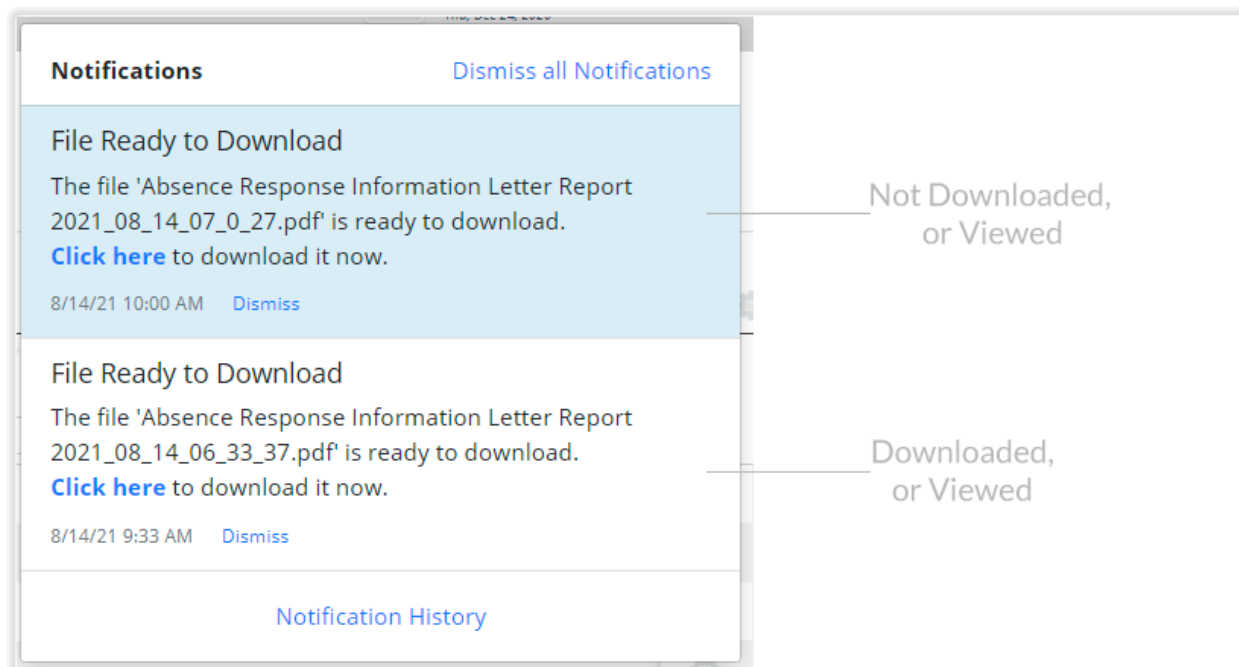 Notifications
Dismiss all Notifications
File Ready to Download
The file 'Absence Response Information Letter Report
2021_08_14_07_0_27.pdf' is ready to download.
Click here to download it now.
8/14/21 10:00 AM Dismiss
Not Downloaded,
or Viewed
File Ready to Download
The file 'Absence Response Information Letter Report
2021_08_14_06_33_37.pdf' is ready to download.
Click here to download it now.
8/14/21 9:33 AM Dismiss
Downloaded,
or Viewed
Notification History